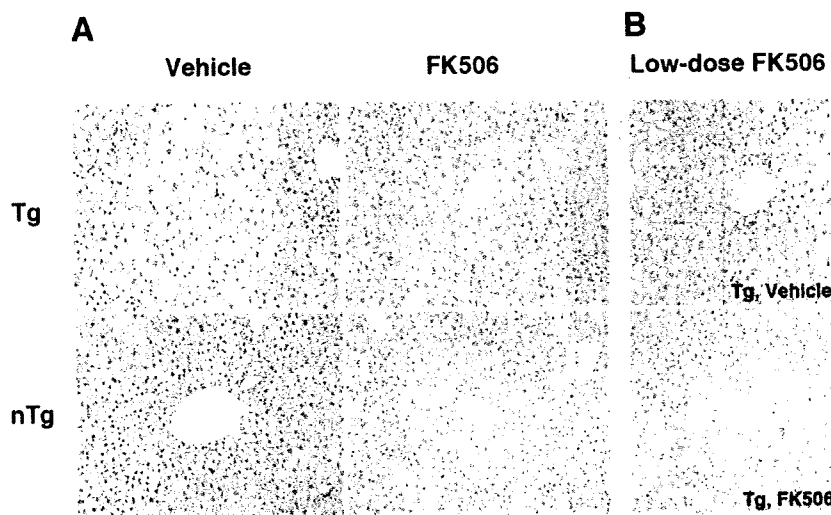 A
B
Vehicle
FK506
Low-dose FK506
Tg
Tg, Vehicle
nTg
Tg, FK506